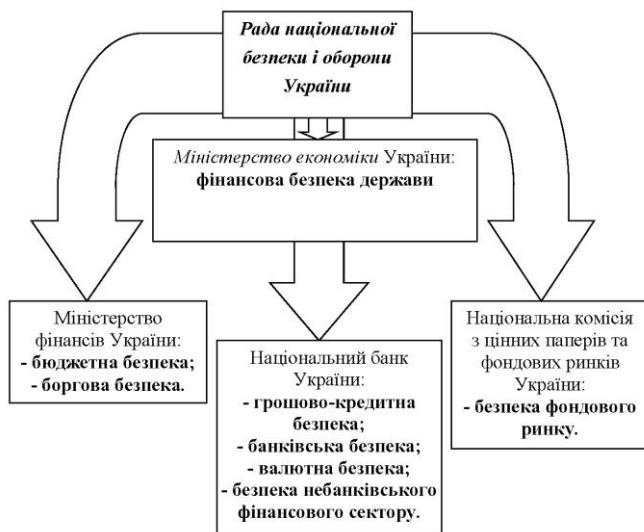 Рада національної
безпеки і оборони
України
Міністерство економіки України:
фінансова безпека держави
Міністерство
фінансів України:
- бюджетна безпека;
- боргова безпека.
Національний банк
України:
- грошово-кредитна
безпека;
- банківська безпека;
- валютна безпека;
- безпека небанківського
фінансового сектору.
Національна комісія
з цінних паперів та
фондових ринків
України:
- безпека фондового
ринку.